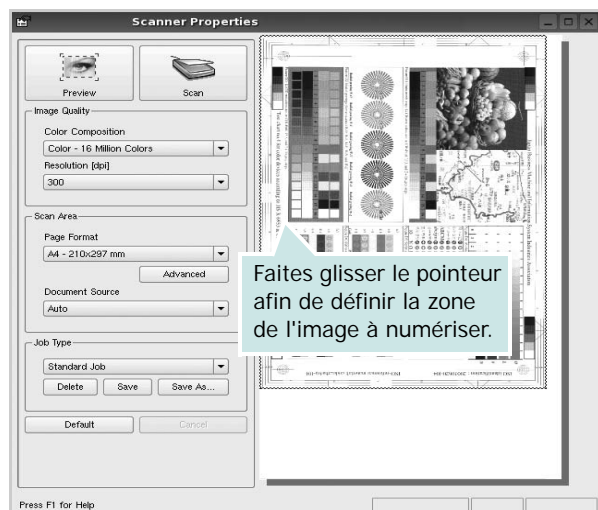 Scanner Properties
Preview
Scan
Image Quality
Color Composition
Color - 16 Million Colors
Resolution [dpi]
300
Scan Area
Page Format
A4 - 210x297 mm
Advanced
Document Source
Auto
Job Type
Standard Job
Delete Save Save As...
Default
Cancel
Press F1 for Help
Faites glisser le pointeur
afin de définir la zone
de l'image à numériser.